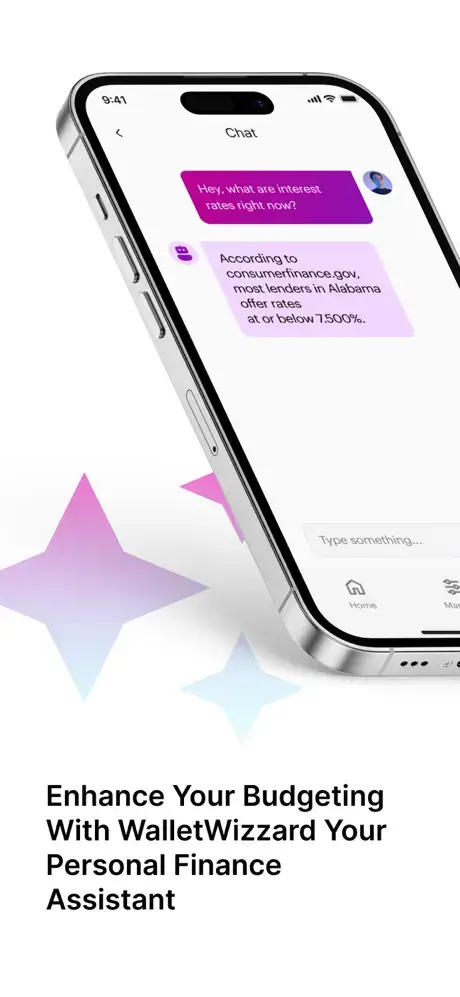 9:41
Chat
Hey, what are interest
rates right now?
According to
consumerfinance.gov,
most lenders in Alabama
offer rates
at or below 7.500%.
Type something...
Home
Enhance Your Budgeting
With WalletWizzard Your
Personal Finance
Assistant